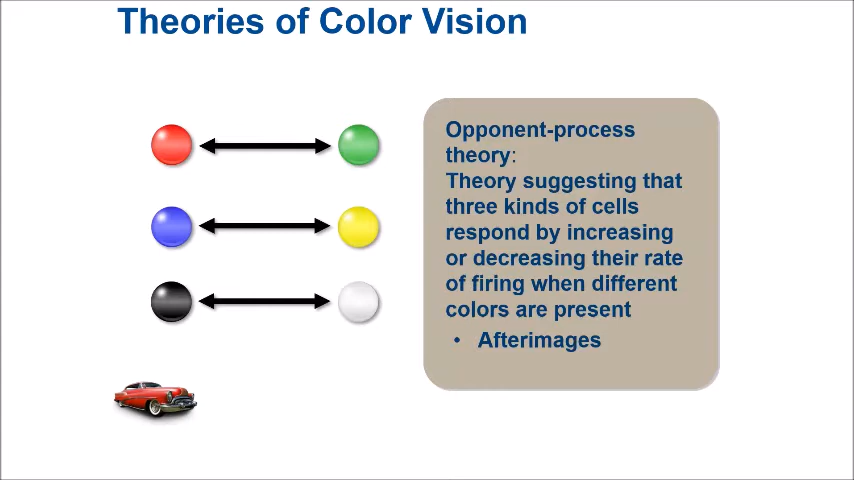 Theories of Color Vision
Opponent-process
theory:
Theory suggesting that
three kinds of cells
respond by increasing
or decreasing their rate
of firing when different
colors are present
• Afterimages